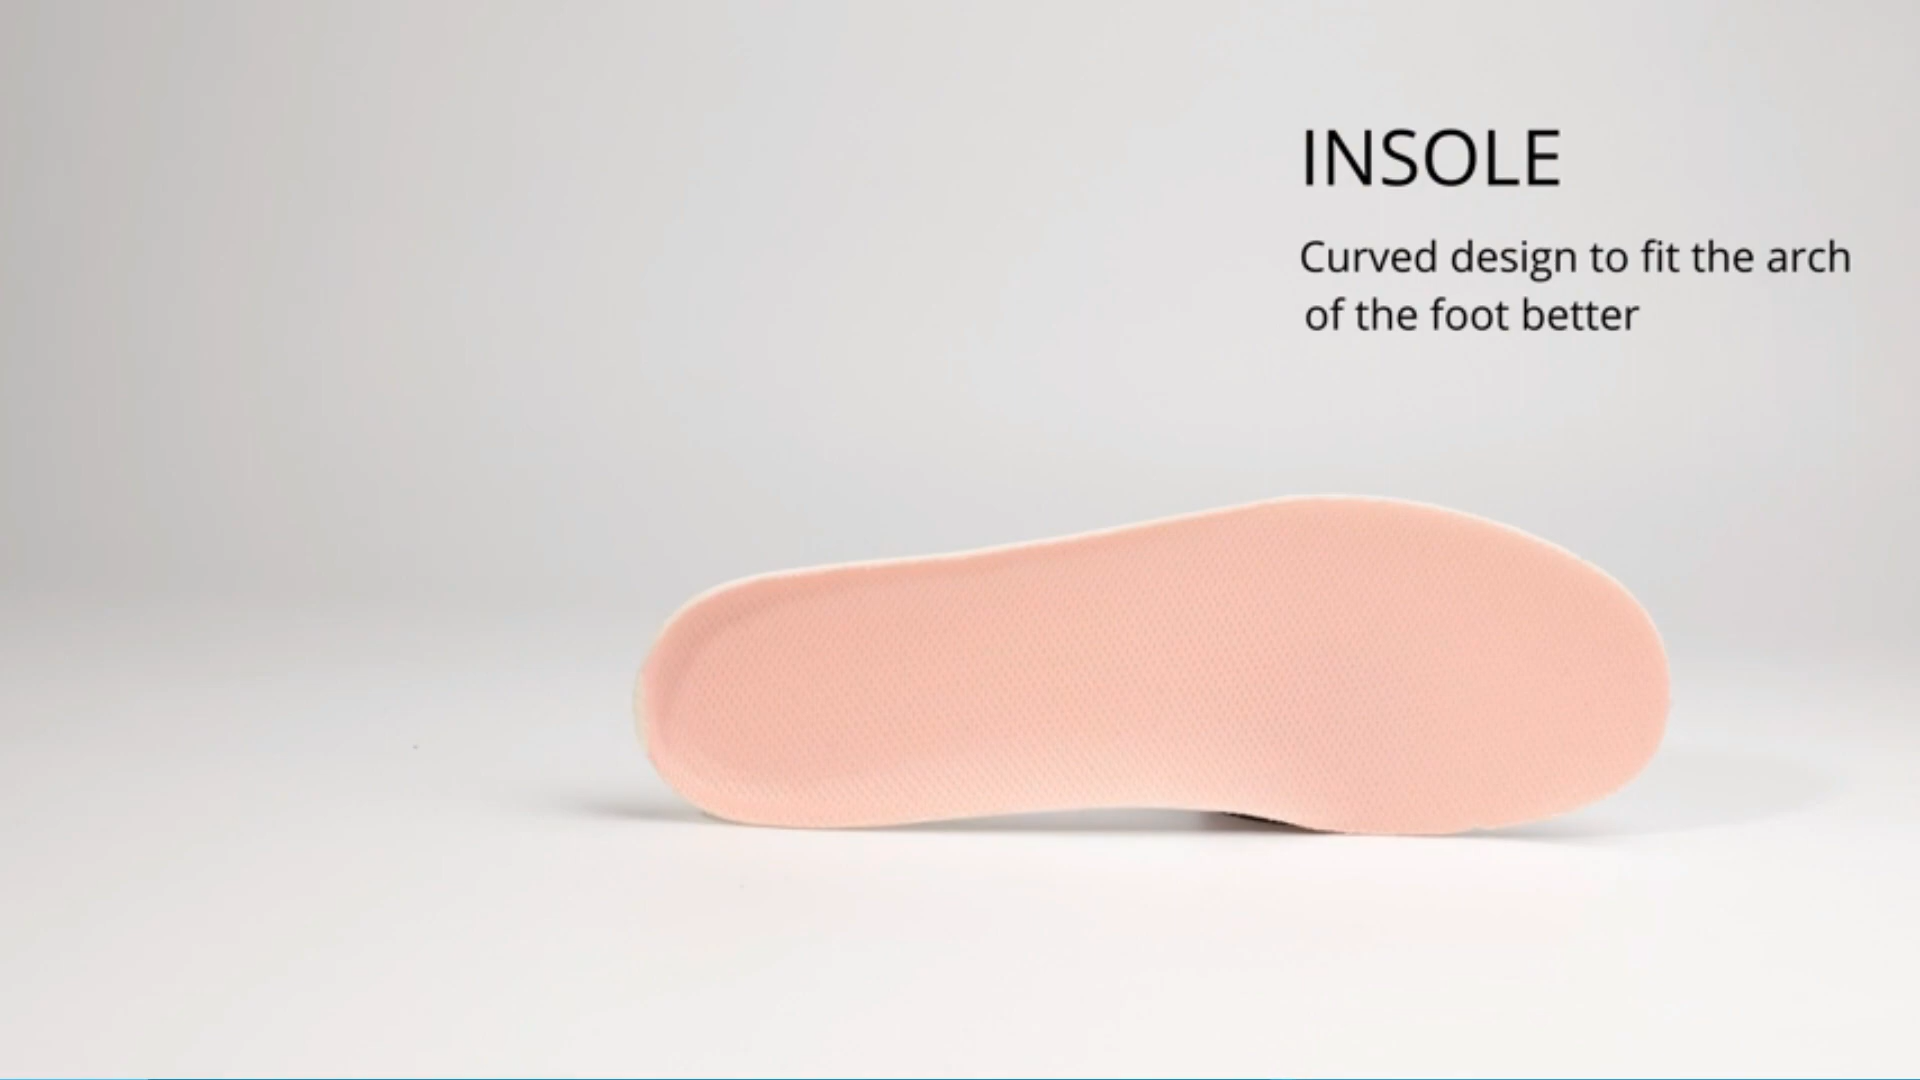 INSOLE
Curved design to fit the arch
of the foot better